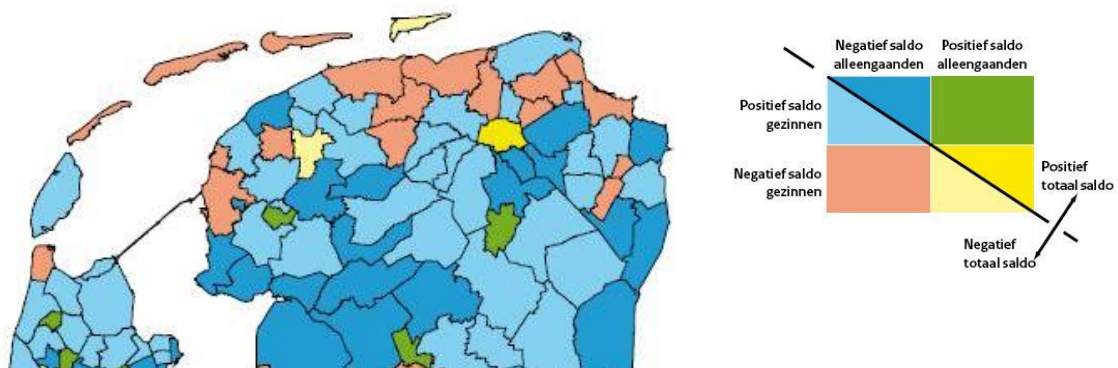 Negatief saldo
alleengaanden
Positief saldo
alleengaanden
Positief saldo
gezinnen
Negatief saldo
gezinnen
Positief
totaal saldo
Negatief
totaal saldo